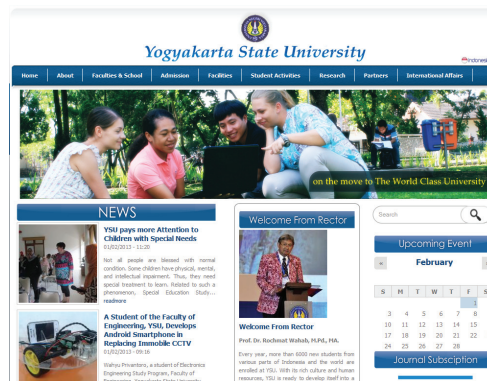 Yogyakarta State University
Indones
Home About Faculties & School Admission Facilities Student Activities Research Partners International Affairs
on the move to The World Class University
NEWS
YSU pays more Attention to
Children with Special Needs
01/02/2013 - 11:20
Not all people are blessed with normal
condition. Some children have physical, mental,
and intellectual impairment. Thus, they need
special treatment to learn. Related to such a
phenomenon, Special Education Study...
readmore
A Student of the Faculty of
Engineering, YSU, Develops
Android Smartphone in
Replacing Immobile CCTV
01/02/2013 - 09:16
Wahyu Priyantoro, a student of Electronics
Engineering Study Program, Faculty of
Welcome From Rector
Welcome From Rector
Prof. Dr. Rochmat Wahab, M.Pd., MA.
Every year, more than 6000 new students from
various parts of Indonesia and the world are
enrolled at YSU. With its rich culture and human
resources, YSU is ready to develop itself into a
Search
Upcoming Event
« February
S M T W T F S
1
3 4 5 6 7 8
10 11 12 13 14 15
17 18 19 20 21 22
24 25 26 27 28
Journal Subsciption